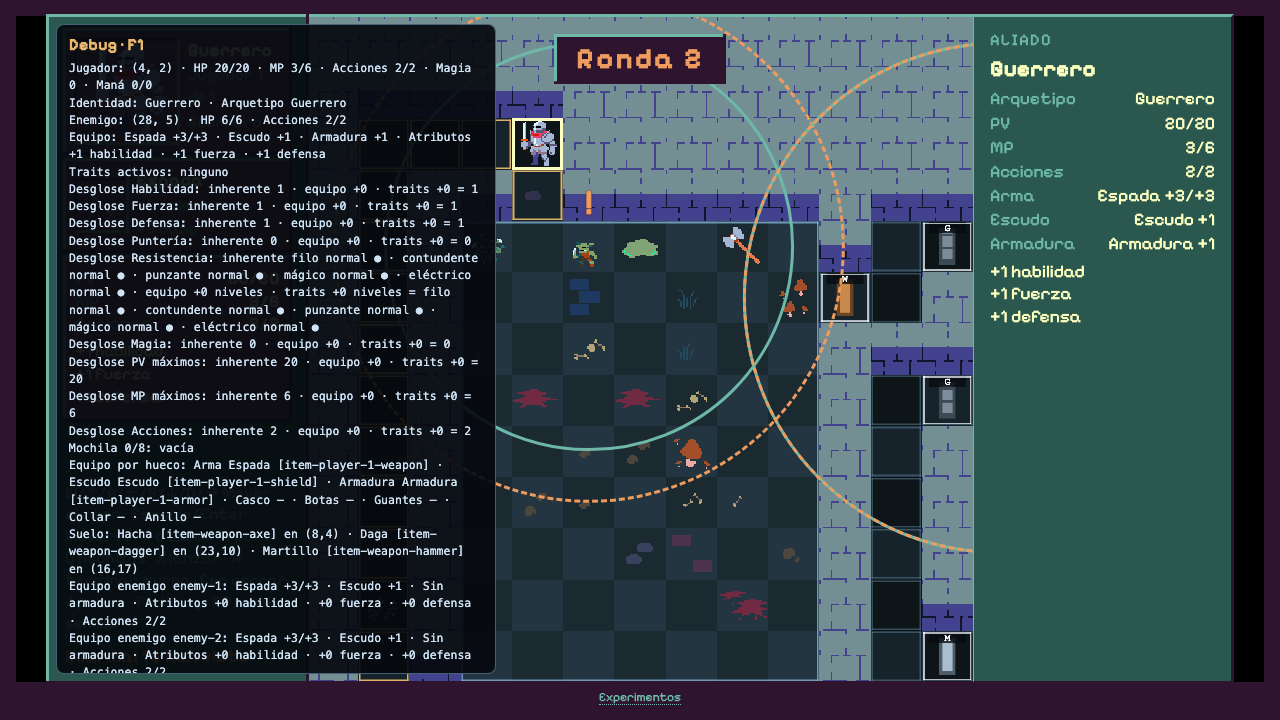 Debug·F1
Jugador: (4, 2) · HP 20/20 · MP 3/6 · Acciones 2/2 · Magia
0 · Maná 0/0
Identidad: Guerrero · Arquetipo Guerrero
Enemigo: (28, 5) · HP 6/6 · Acciones 2/2
Equipo: Espada +3/+3 · Escudo +1 · Armadura +1 · Atributos
+1 habilidad · +1 fuerza · +1 defensa
Traits activos: ninguno
Desglose Habilidad: inherente 1 · equipo +0 · traits +0 = 1
Desglose Fuerza: inherente 1 · equipo +0 · traits +0 = 1
Desglose Defensa: inherente 1 · equipo +0 · traits +0 = 1
Desglose Puntería: inherente 0 · equipo +0 · traits +0 = 0
Desglose Resistencia: inherente filo normal ● · contundente
normal ● · punzante normal ● · mágico normal ● · eléctrico
normal ● · equipo +0 niveles · traits +0 niveles = filo
normal ● · contundente normal ● · punzante normal ● ·
mágico normal ● · eléctrico normal ●
Desglose Magia: inherente 0 · equipo +0 · traits +0 = 0
Desglose PV máximos: inherente 20 · equipo +0 · traits +0 =
20
Desglose MP máximos: inherente 6 · equipo +0 · traits +0 =
6
Desglose Acciones: inherente 2 · equipo +0 · traits +0 = 2
Mochila 0/8: vacía
Equipo por hueco: Arma Espada [item-player-1-weapon] ·
Escudo Escudo [item-player-1-shield] · Armadura Armadura
[item-player-1-armor] · Casco — · Botas — · Guantes — ·
Collar — · Anillo —
Suelo: Hacha [item-weapon-axe] en (8,4) · Daga [item-
weapon-dagger] en (23,10) · Martillo [item-weapon-hammer]
en (16,17)
Equipo enemigo enemy-1: Espada +3/+3 · Escudo +1 · Sin
armadura · Atributos +0 habilidad · +0 fuerza · +0 defensa
· Acciones 2/2
Equipo enemigo enemy-2: Espada +3/+3 · Escudo +1 · Sin
armadura · Atributos +0 habilidad · +0 fuerza · +0 defensa
· Acciones 2/2
Ronda 2
!
G
M
G
M
ALIADO
Guerrero
Arquetipo Guerrero
PV 20/20
MP 3/6
Acciones 2/2
Arma Espada +3/+3
Escudo Escudo +1
Armadura Armadura +1
+1 habilidad
+1 fuerza
+1 defensa
Experimentos